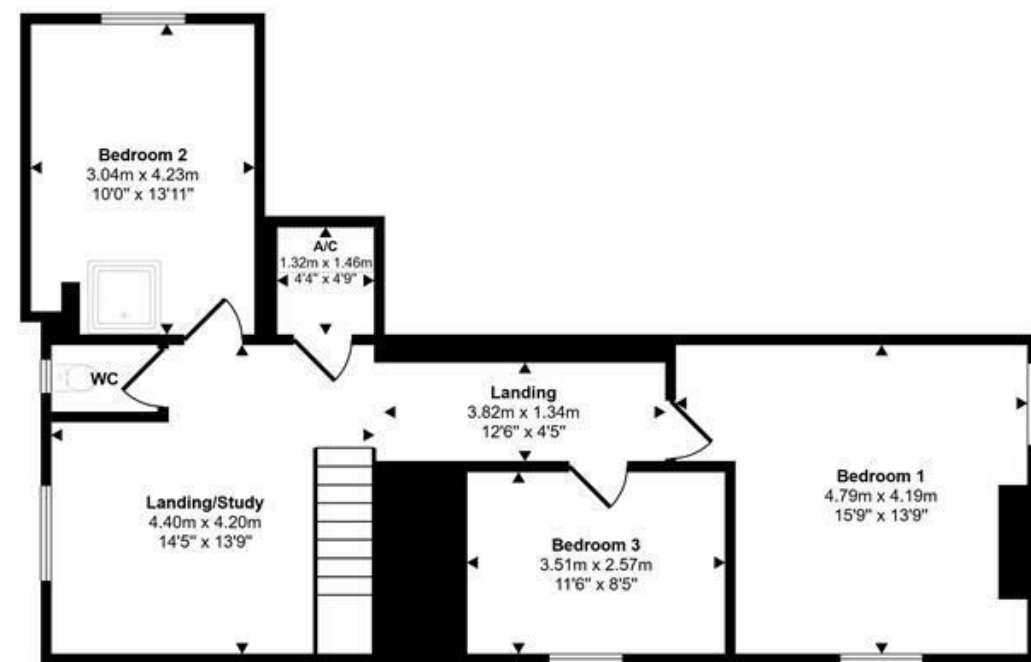 Bedroom 2
3.04m x 4.23m
10'0" x 13'11"
A/C
1.32m x 1.46m
4'4" x 4'9"
WC
Landing
3.82m x 1.34m
12'6" x 4'5"
Landing/Study
4.40m x 4.20m
14'5" x 13'9"
Bedroom 1
4.79m x 4.19m
15'9" x 13'9"
Bedroom 3
3.51m x 2.57m
11'6" x 8'5"